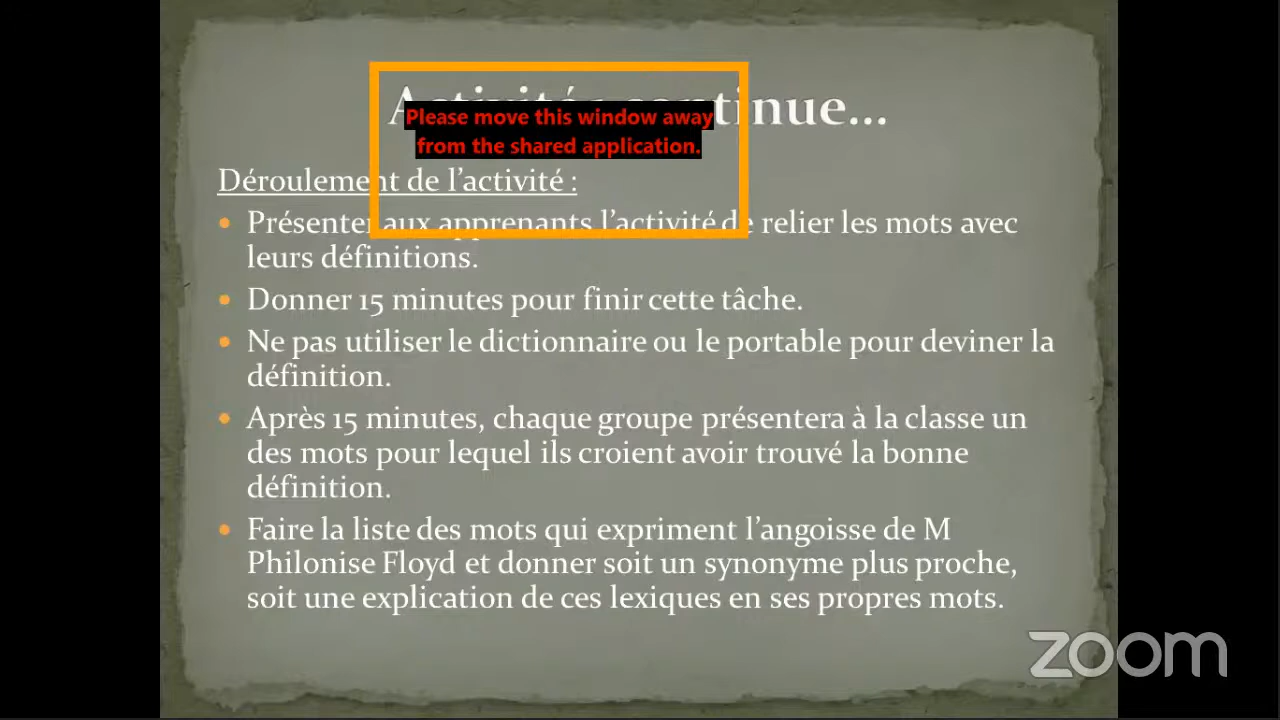 Activités continue...
Please move this window away
from the shared application.
Déroulement de l'activité :
• Présenter aux apprenants l'activité de relier les mots avec
leurs définitions.
• Donner 15 minutes pour finir cette tâche.
• Ne pas utiliser le dictionnaire ou le portable pour deviner la
définition.
• Après 15 minutes, chaque groupe présentera à la classe un
des mots pour lequel ils croient avoir trouvé la bonne
définition.
• Faire la liste des mots qui expriment l'angoisse de M
Philonise Floyd et donner soit un synonyme plus proche,
soit une explication de ces lexiques en ses propres mots.
zoom